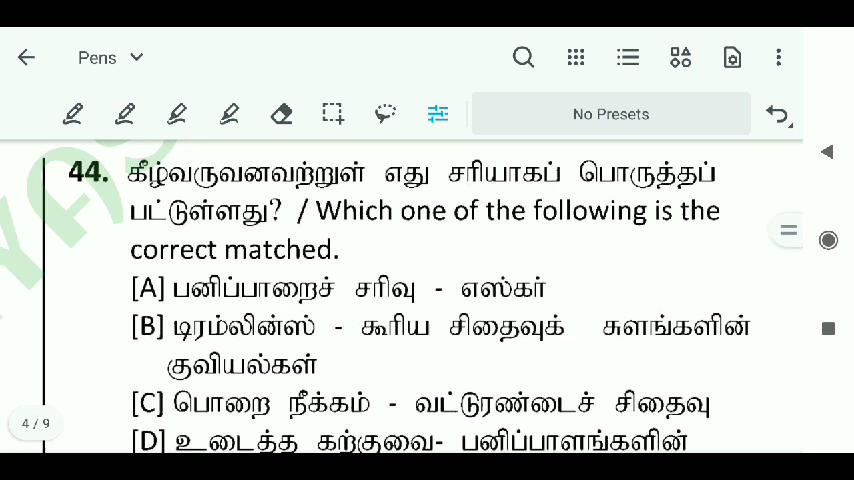 Pens
No Presets
44. கீழ்வருவனவற்றுள் எது சரியாகப் பொருத்தப்
பட்டுள்ளது? / Which one of the following is the
correct matched.
[A] பனிப்பாறைச் சரிவு - எஸ்கர்
[B] டிரம்லின்ஸ் - கூரிய சிதைவுக் சுளங்களின்
குவியல்கள்
[C] பொறை நீக்கம் - வட்டுரண்டைச் சிதைவு
4 / 9
[D] உடைத்த கற்குவை- பனிப்பாளங்களின்